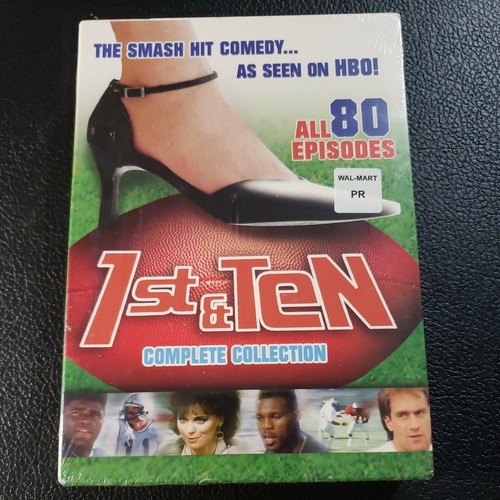 THE SMASH HIT COMEDY...
AS SEEN ON HBO!
ALL 80
EPISODES
WAL-MART
PR
1st & TeN
COMPLETE COLLECTION